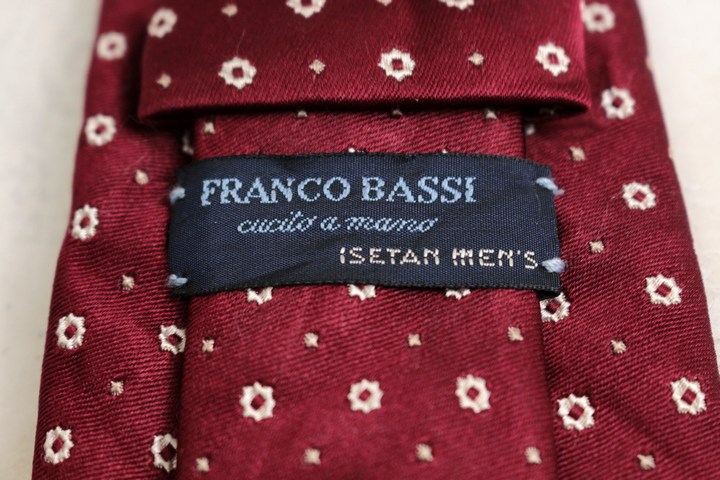 FRANCO BASSI
cucito a mano
ISETAN MEN'S